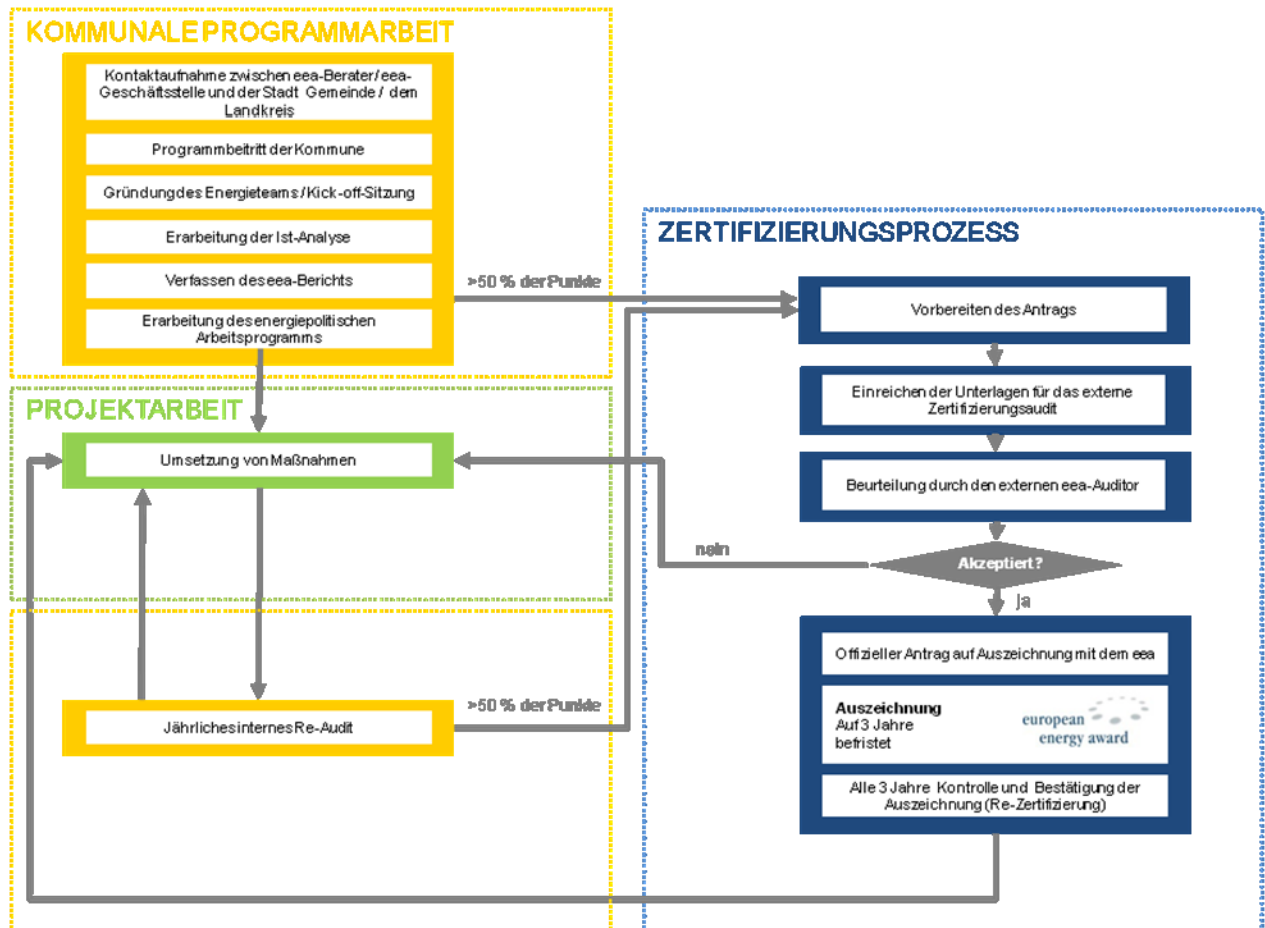 KOMMUNALE PROGRAMMARBEIT
Kontaktaufnahme zwischen eea-Berater/eea-
Geschäftsstelle und der Stadt Gemeinde / dem
Landkreis
Programmbeitritt der Kommune
Gründung des Energieteams / Kick-off-Sitzung
Erarbeitung der Ist-Analyse
Verfassen des eea-Berichts
Erarbeitung des energiepolitischen
Arbeitsprogramms
>50 % der Punkte
PROJEKTARBEIT
Umsetzung von Maßnahmen
Jährliches internes Re-Audit
>50 % der Punkte
ZERTIFIZIERUNGSPROZESS
Vorbereiten des Antrags
Einreichen der Unterlagen für das externe
Zertifizierungsaudit
Beurteilung durch den externen eea-Auditor
Akzeptiert?
nein
ja
Offizieller Antrag auf Auszeichnung mit dem eea
Auszeichnung
Auf 3 Jahre
befristet
european
energy award
Alle 3 Jahre Kontrolle und Bestätigung der
Auszeichnung (Re-Zertifizierung)